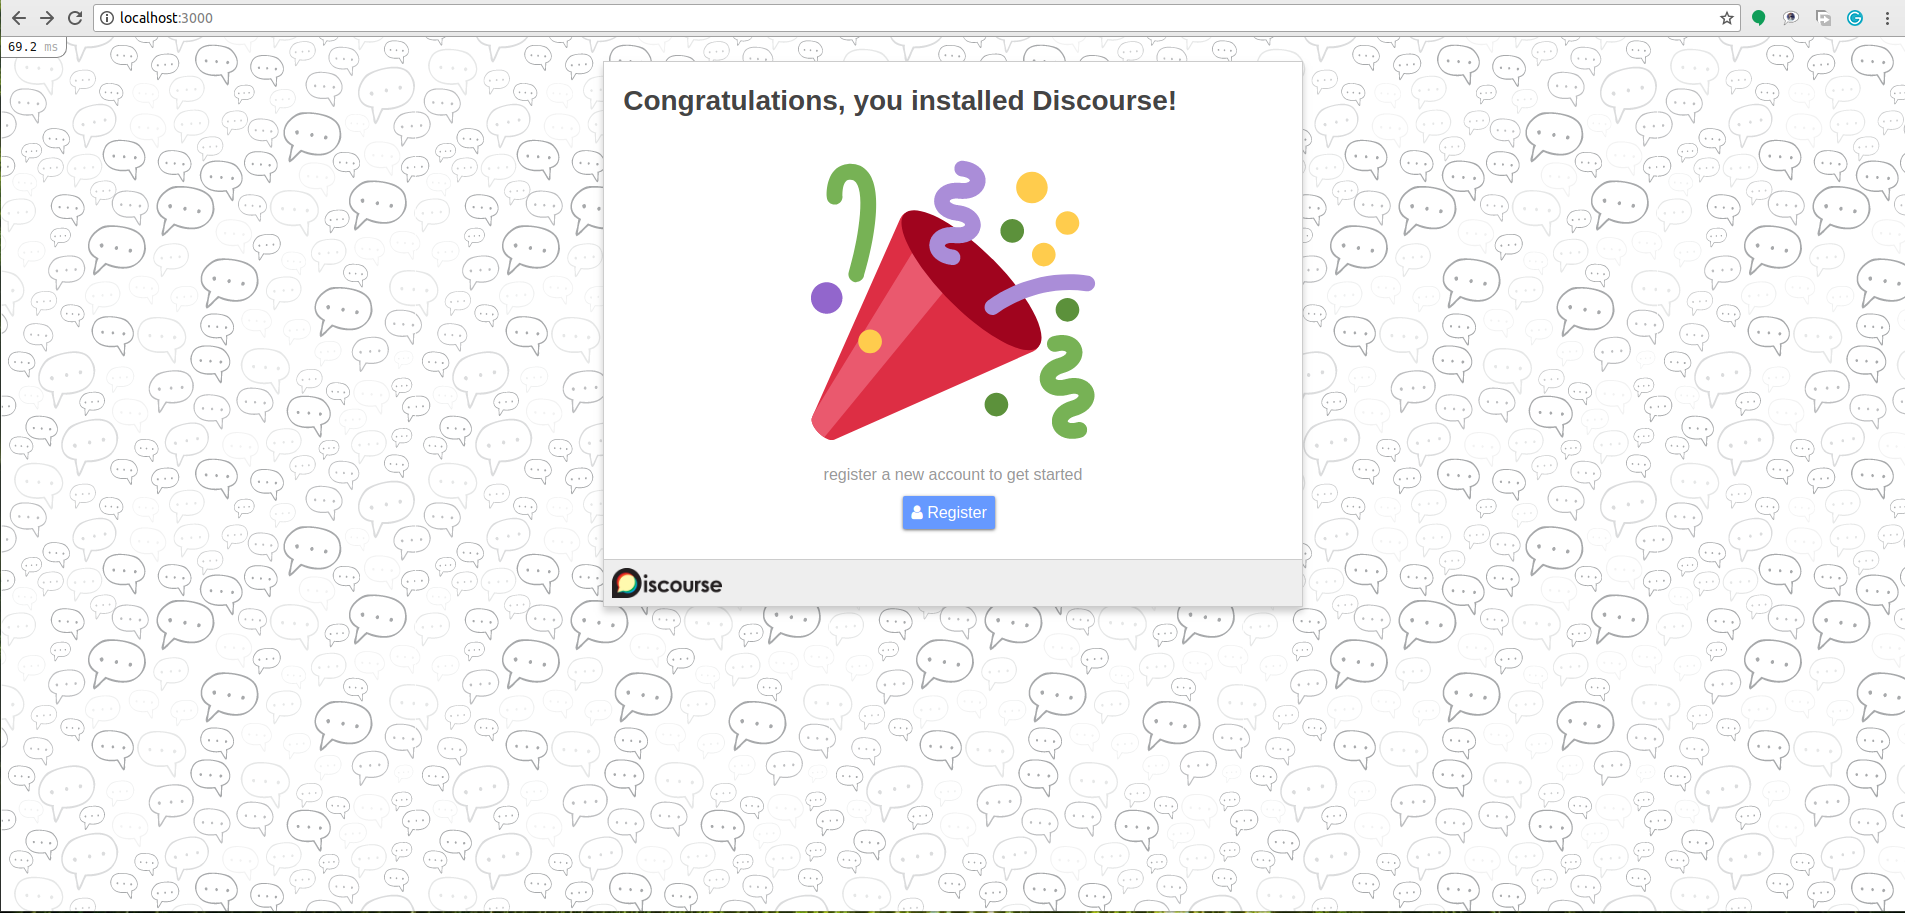 localhost:3000
69.2 ms
Congratulations, you installed Discourse!
register a new account to get started
Register
Discourse